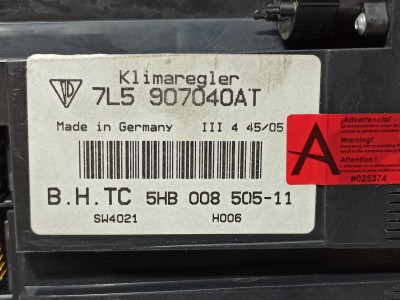 Klimaregler
7L5 907040AT
Made in Germany III 4 45/05
B.H.TC 5HB 008 505-11
SW4021 H006
A
¡Advertencia!
Warning!
Attention !
#025374